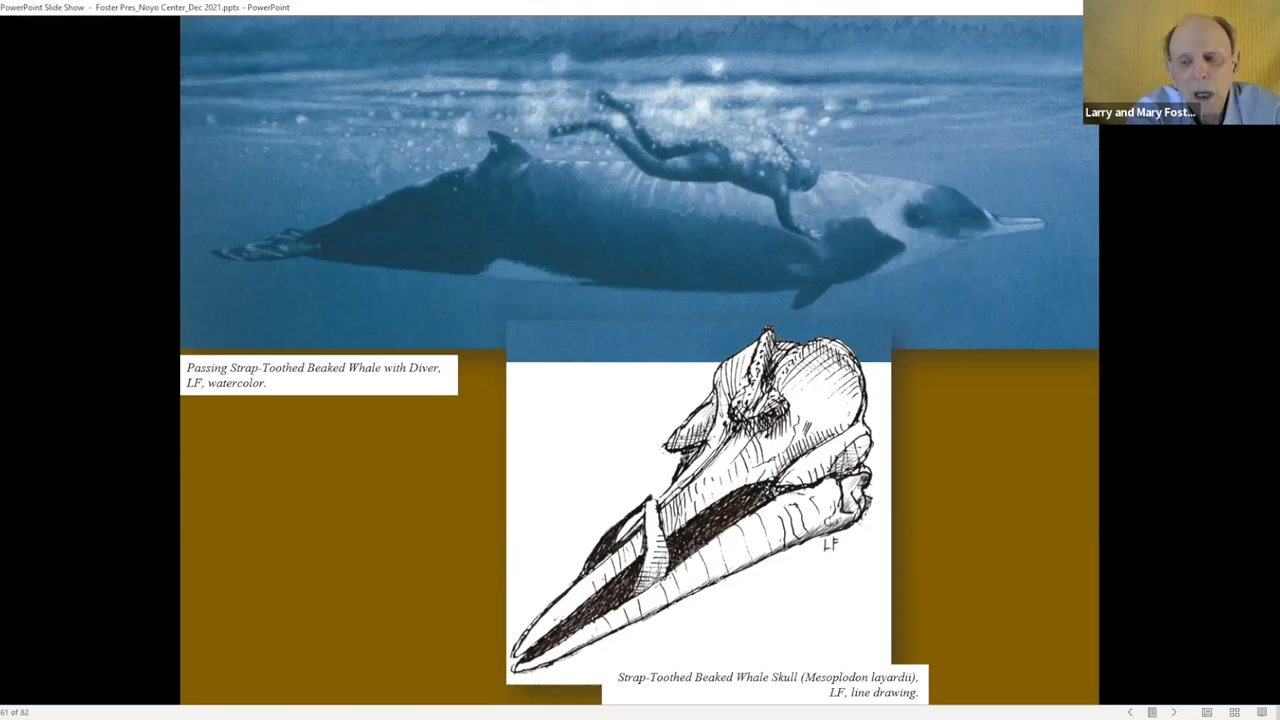 PowerPoint Slide Show - Foster Pres_Noyo Center_Dec 2021.pptx - PowerPoint
Larry and Mary Fost...
Passing Strap-Toothed Beaked Whale with Diver,
LF, watercolor.
LF
Strap-Toothed Beaked Whale Skull (Mesoplodon layardii),
LF, line drawing.
61 of 82